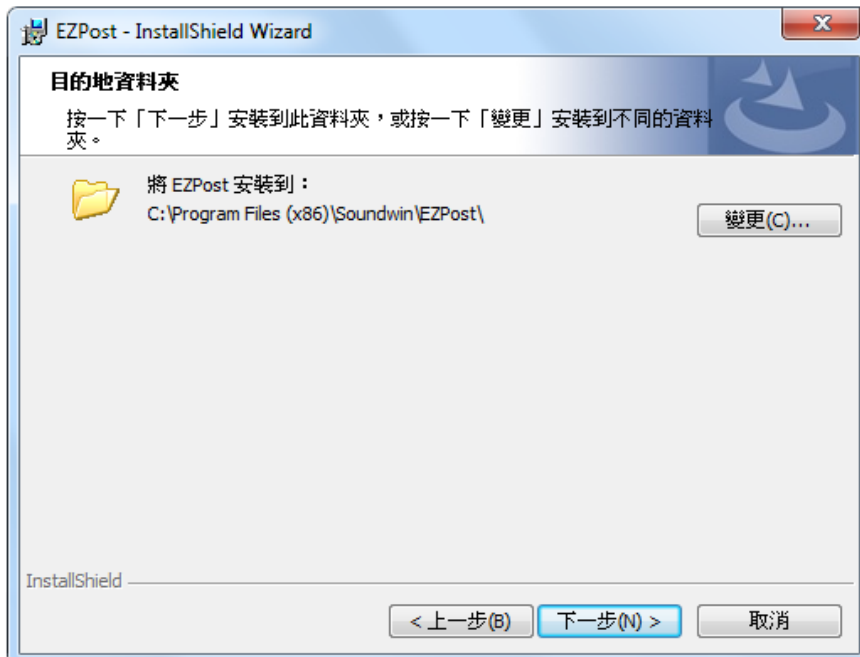 EZPost - InstallShield Wizard
目的地資料夾
按一下「下一步」安裝到此資料夾，或按一下「變更」安裝到不同的資料
夾。
將 EZPost 安裝到：
C:\Program Files (x86)\Soundwin\EZPost\
變更(C)...
InstallShield
< 上一步(B)
下一步(N) >
取消